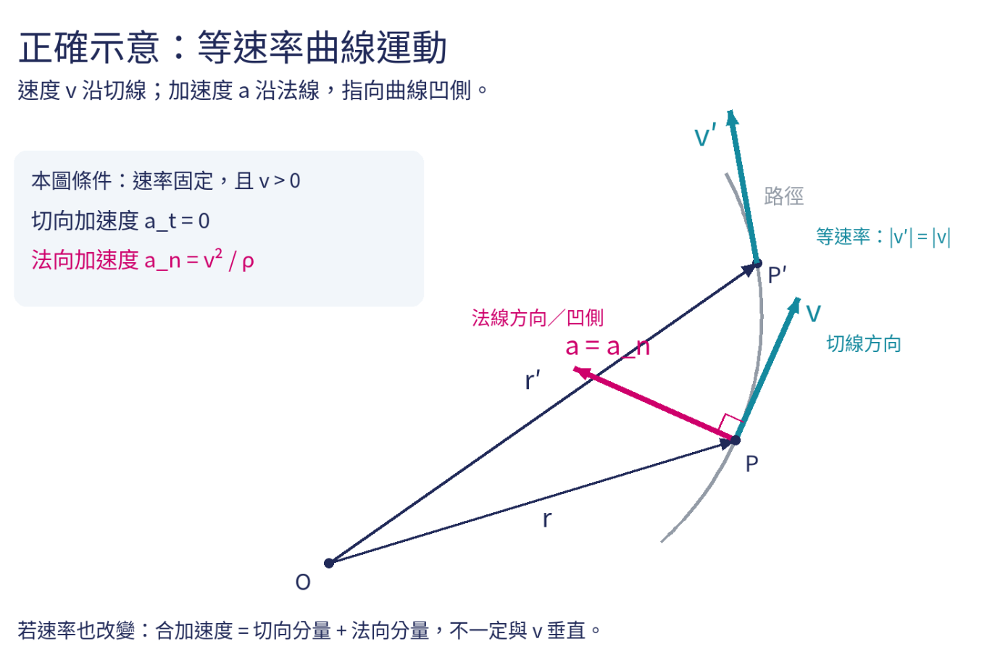 正確示意：等速率曲線運動
速度 v 沿切線；加速度 a 沿法線，指向曲線凹側。
本圖條件：速率固定，且 v > 0
切向加速度 a_t = 0
法向加速度 a_n = v² / ρ
v′
路徑
等速率：|v′| = |v|
P′
v
切線方向
法線方向／凹側
a = a_n
r′
P
r
O
若速率也改變：合加速度 = 切向分量 + 法向分量，不一定與 v 垂直。